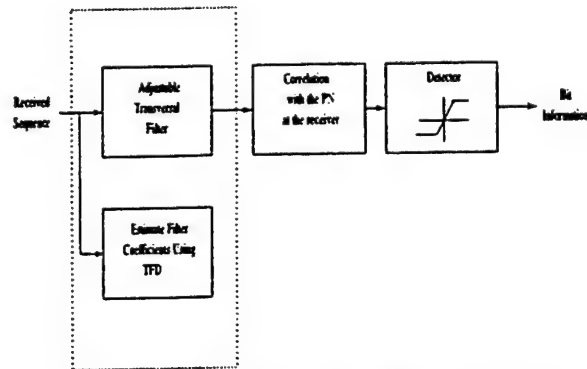 Received
Sequence
Adjustable
Transversal
Filter
Correlation
with the PN
at the receiver
Detector
Bit
Information
Estimate Filter
Coefficients Using
TFD